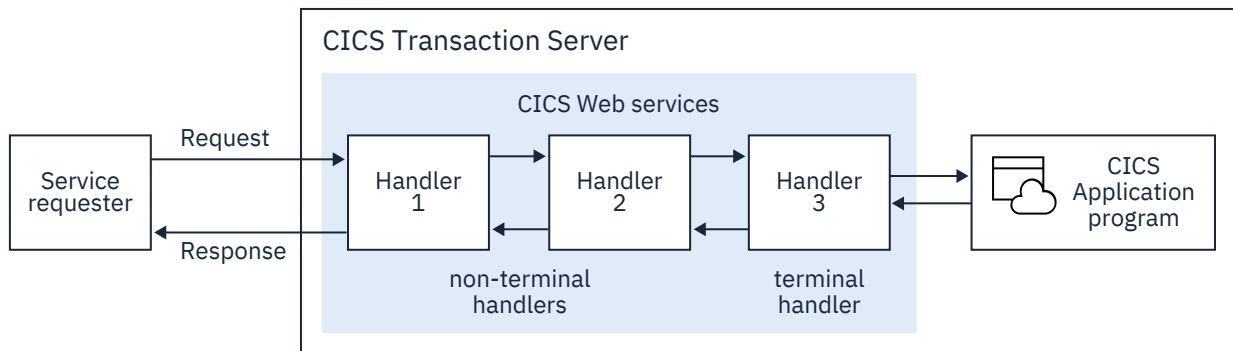 CICS Transaction Server
CICS Web services
Request
Service
requester
Handler
1
Handler
2
Handler
3
CICS
Application
program
Response
non-terminal
handlers
terminal
handler